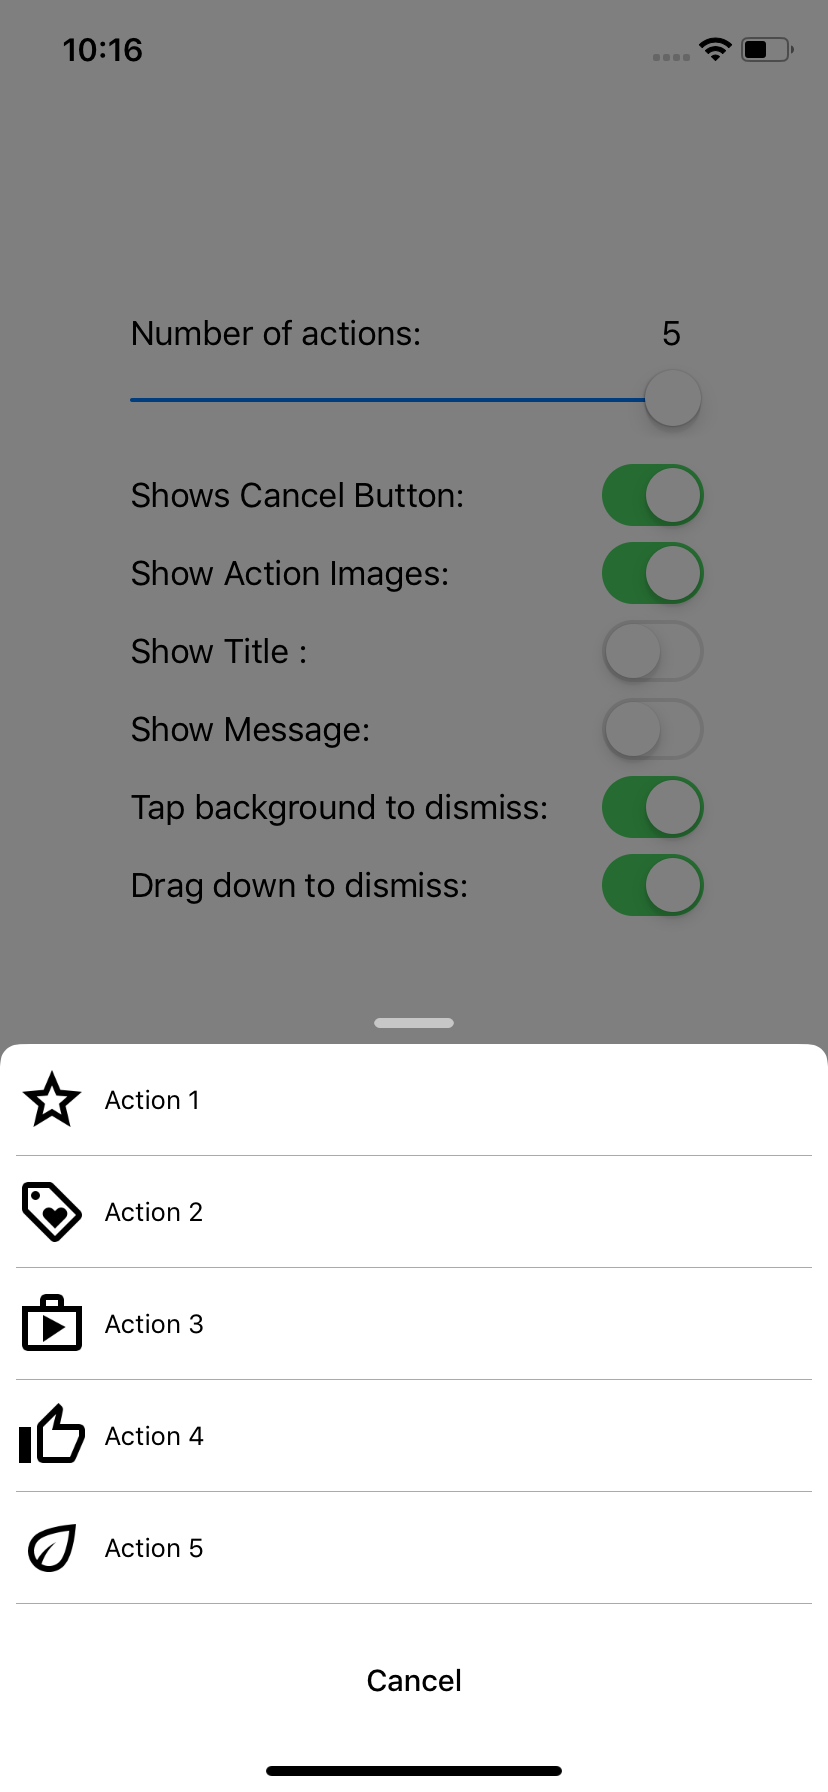 10:16
Number of actions: 5
Shows Cancel Button:
Show Action Images:
Show Title :
Show Message:
Tap background to dismiss:
Drag down to dismiss:
Action 1
Action 2
Action 3
Action 4
Action 5
Cancel